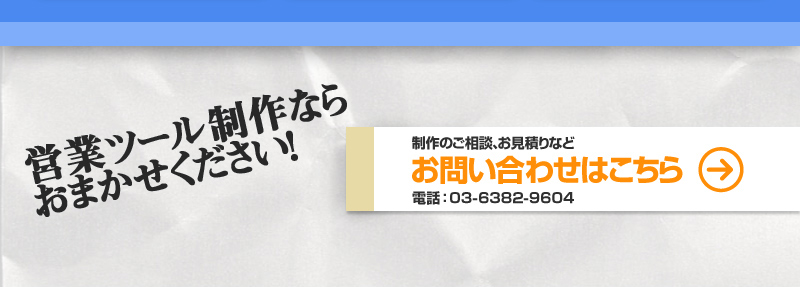 営業ツール制作なら
おまかせください!
制作のご相談、お見積りなど
お問い合わせはこちら
電話：03-6382-9604